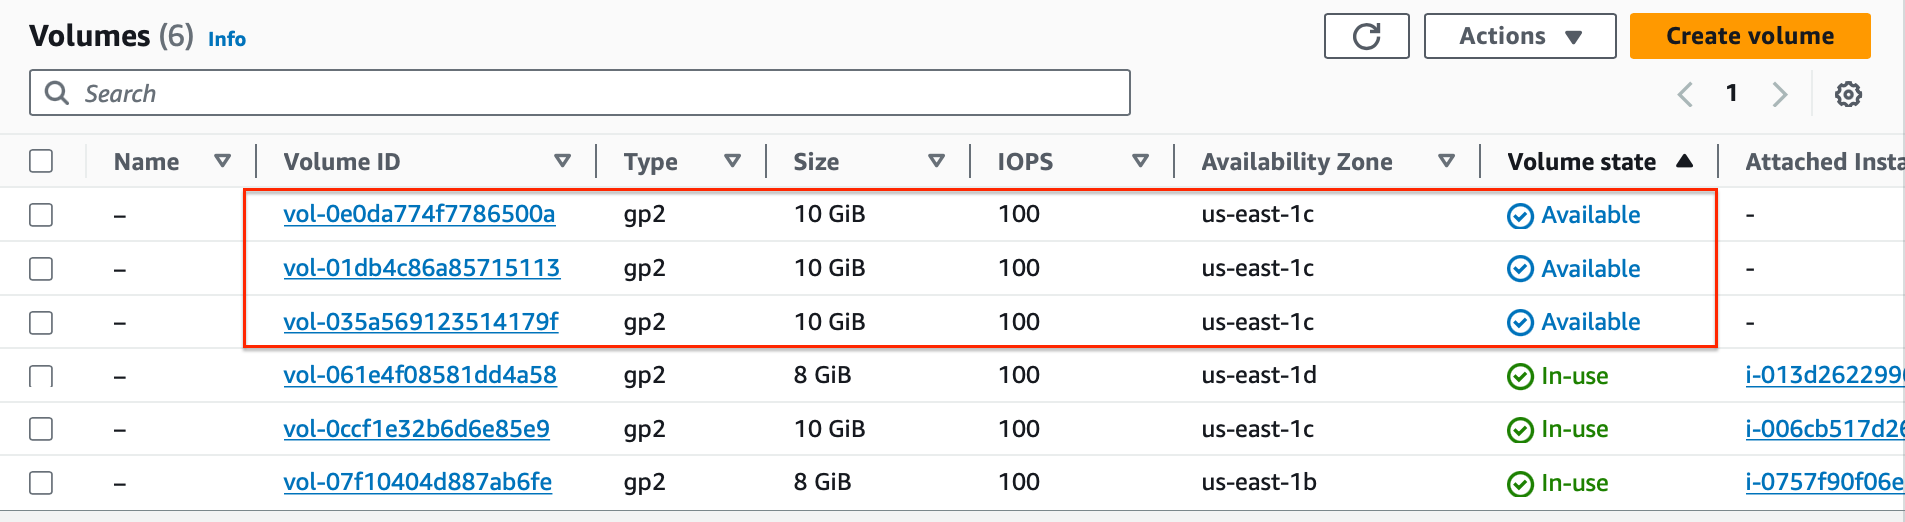 Volumes (6) Info Actions Create volume
Search 1
Name Volume ID Type Size IOPS Availability Zone Volume state Attached Insta
– vol-0e0da774f7786500a gp2 10 GiB 100 us-east-1c Available -
– vol-01db4c86a85715113 gp2 10 GiB 100 us-east-1c Available -
– vol-035a569123514179f gp2 10 GiB 100 us-east-1c Available -
– vol-061e4f08581dd4a58 gp2 8 GiB 100 us-east-1d In-use i-013d262299
– vol-0ccf1e32b6d6e85e9 gp2 10 GiB 100 us-east-1c In-use i-006cb517d26
– vol-07f10404d887ab6fe gp2 8 GiB 100 us-east-1b In-use i-0757f90f06e